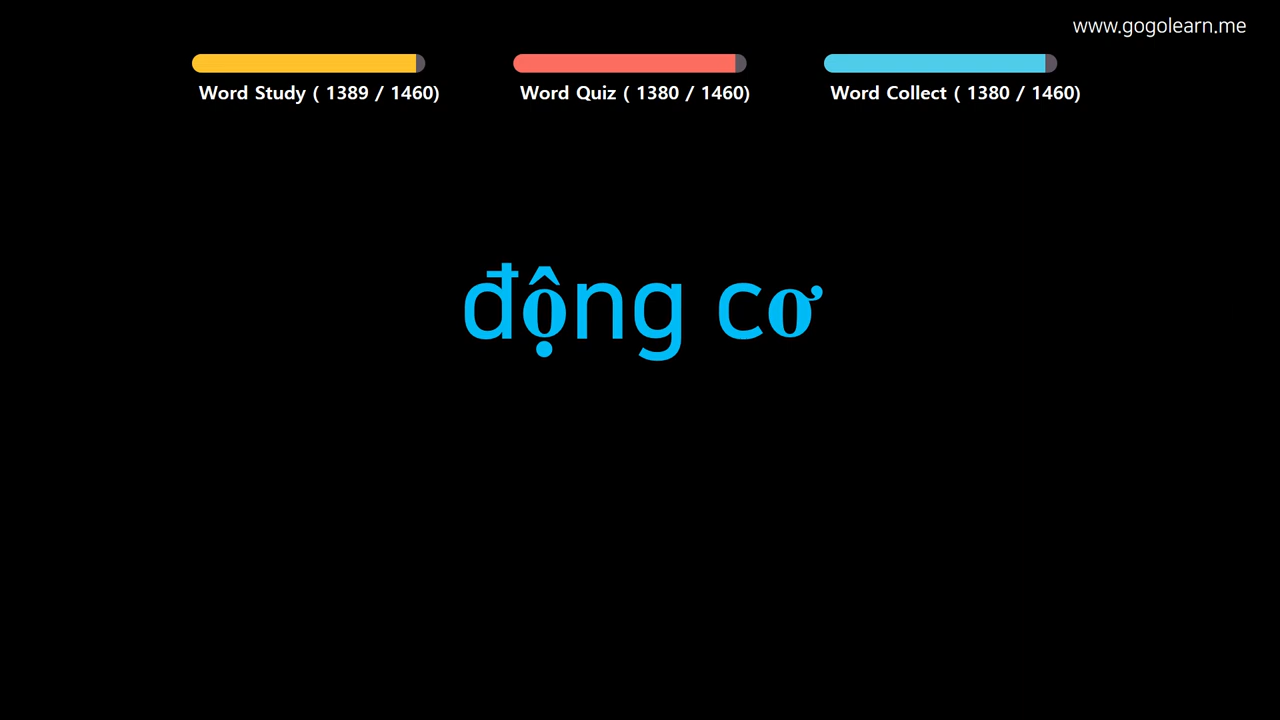 www.gogolearn.me
Word Study ( 1389 / 1460)
Word Quiz ( 1380 / 1460)
Word Collect ( 1380 / 1460)
động cơ